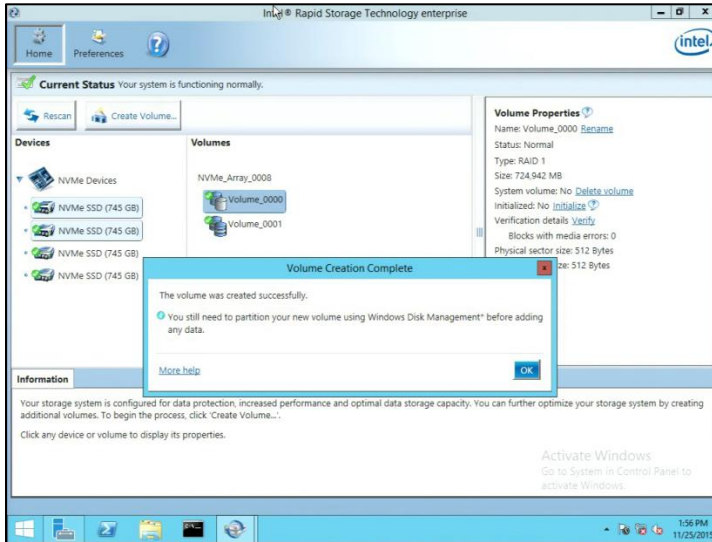 Intel® Rapid Storage Technology enterprise
Home
Preferences
intel
Current Status Your system is functioning normally.
Rescan
Create Volume...
Devices
NVMe Devices
NVMe SSD (745 GB)
NVMe SSD (745 GB)
NVMe SSD (745 GB)
NVMe SSD (745 GB)
Volumes
NVMe_Array_0008
Volume_0000
Volume_0001
Volume Properties
Name: Volume_0000 Rename
Status: Normal
Type: RAID 1
Size: 724,942 MB
System volume: No Delete volume
Initialized: No Initialize
Verification details Verify
Blocks with media errors: 0
Physical sector size: 512 Bytes
ze: 512 Bytes
Volume Creation Complete
x
The volume was created successfully.
You still need to partition your new volume using Windows Disk Management* before adding
any data.
More help
OK
Information
Your storage system is configured for data protection, increased performance and optimal data storage capacity. You can further optimize your storage system by creating
additional volumes. To begin the process, click 'Create Volume...'.
Click any device or volume to display its properties.
Activate Windows
Go to System in Control Panel to
activate Windows.
1:56 PM
11/25/2015